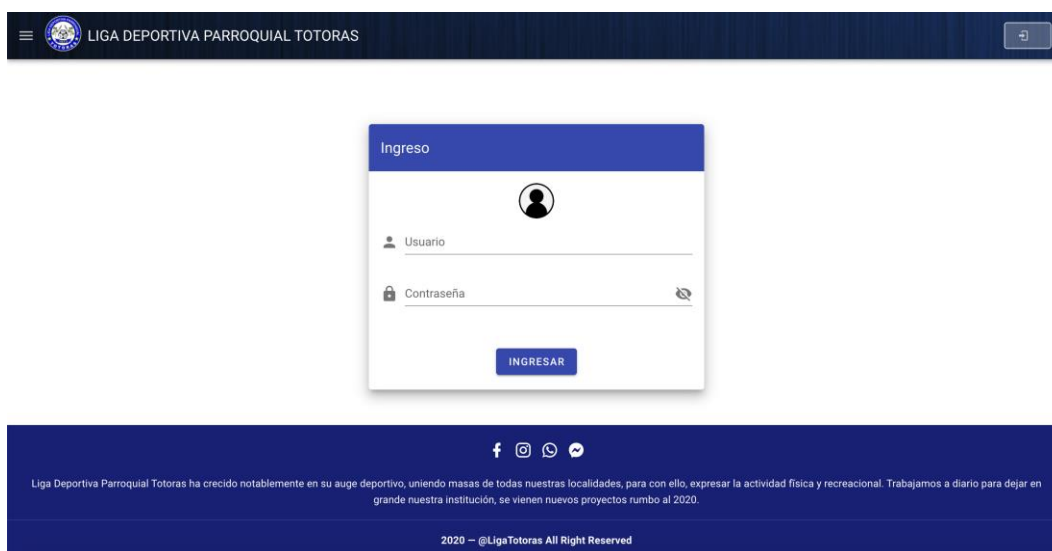 LIGA DEPORTIVA PARROQUIAL TOTORAS
Ingreso
Usuario
Contraseña
INGRESAR
Liga Deportiva Parroquial Totoras ha crecido notablemente en su auge deportivo, uniendo masas de todas nuestras localidades, para con ello, expresar la actividad física y recreacional. Trabajamos a diario para dejar en
grande nuestra institución, se vienen nuevos proyectos rumbo al 2020.
2020 — @LigaTotoras All Right Reserved